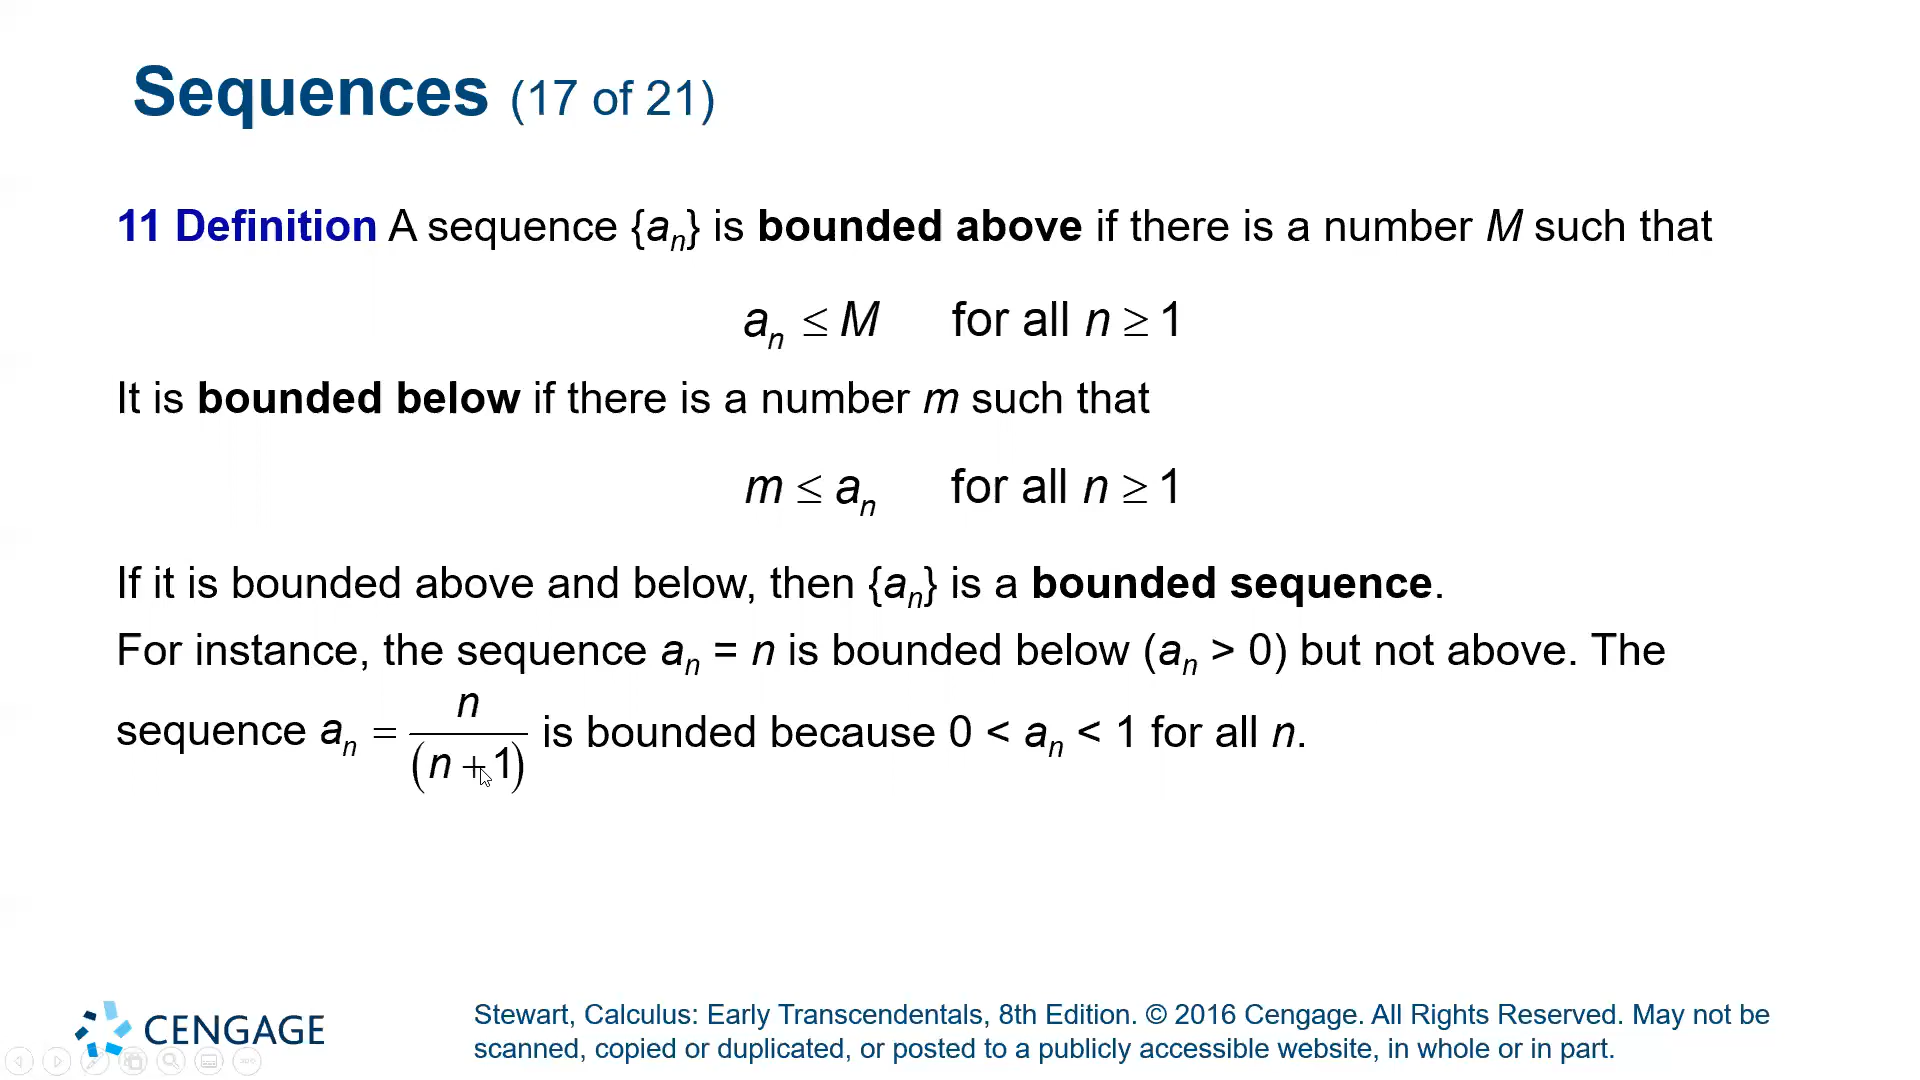 Sequences (17 of 21)
11 Definition A sequence {aₙ} is bounded above if there is a number M such that
aₙ ≤ M for all n ≥ 1
It is bounded below if there is a number m such that
m ≤ aₙ for all n ≥ 1
If it is bounded above and below, then {aₙ} is a bounded sequence.
For instance, the sequence aₙ = n is bounded below (aₙ > 0) but not above. The
sequence aₙ = n/(n + 1) is bounded because 0 < aₙ < 1 for all n.
CENGAGE
Stewart, Calculus: Early Transcendentals, 8th Edition. © 2016 Cengage. All Rights Reserved. May not be
scanned, copied or duplicated, or posted to a publicly accessible website, in whole or in part.